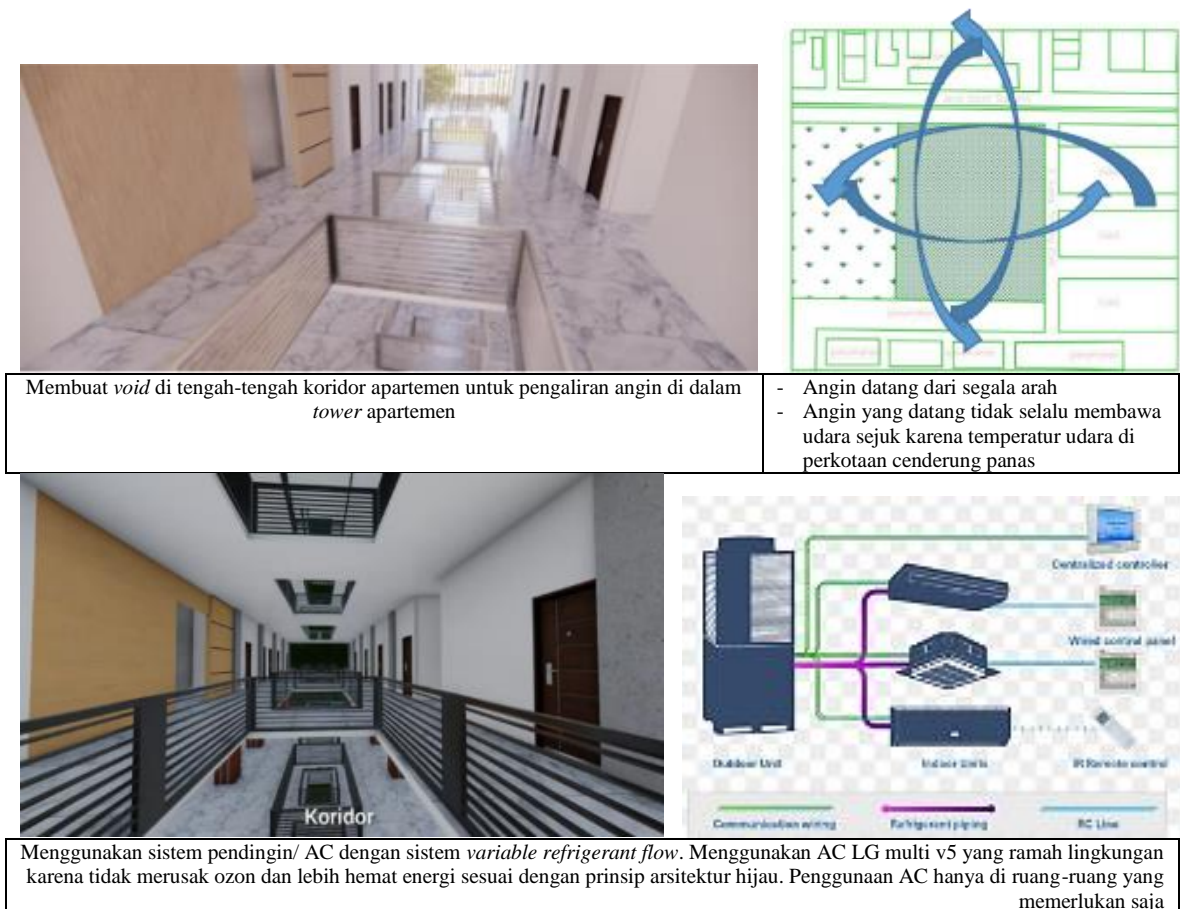 Membuat void di tengah-tengah koridor apartemen untuk pengaliran angin di dalam
tower apartemen
- Angin datang dari segala arah
- Angin yang datang tidak selalu membawa
udara sejuk karena temperatur udara di
perkotaan cenderung panas
Koridor
Centralized controller
Wired control panel
Outdoor Unit
Indoor Units
IR Remote control
Communication wiring
Refrigerant piping
RC Line
Menggunakan sistem pendingin/ AC dengan sistem variable refrigerant flow. Menggunakan AC LG multi v5 yang ramah lingkungan
karena tidak merusak ozon dan lebih hemat energi sesuai dengan prinsip arsitektur hijau. Penggunaan AC hanya di ruang-ruang yang
memerlukan saja